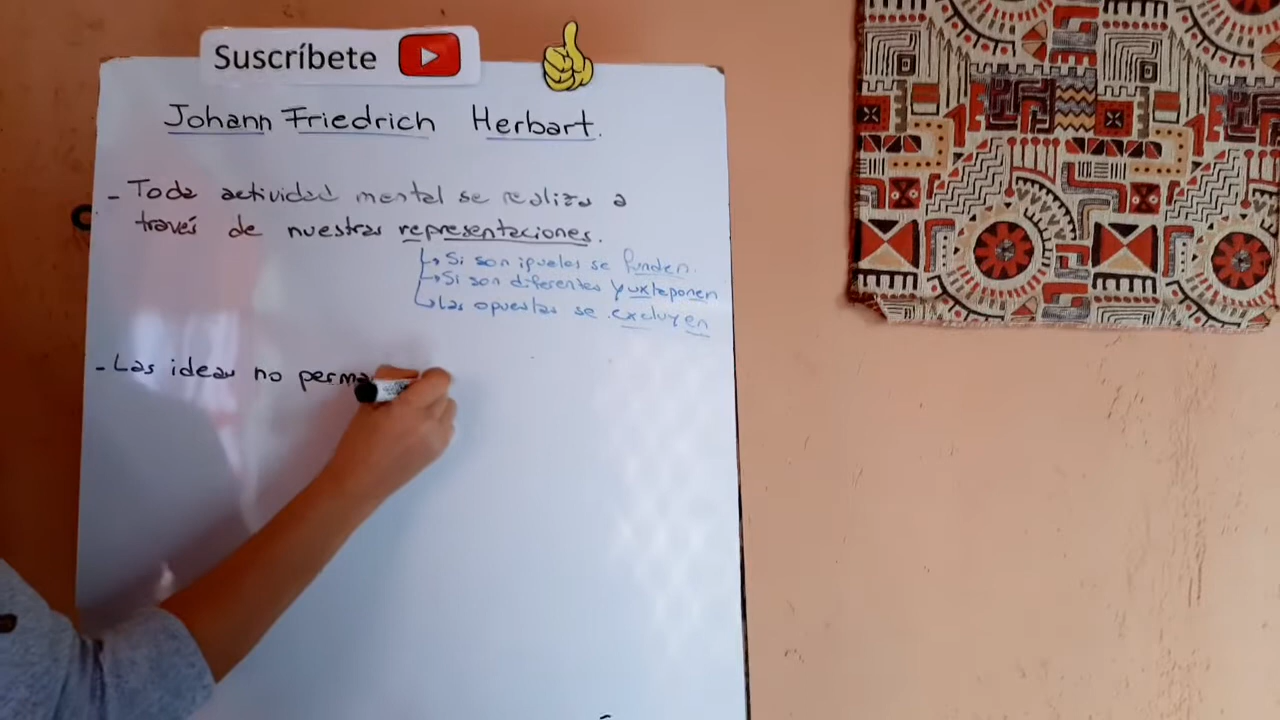 Suscríbete
Johann Friedrich Herbart.
- Toda actividad mental se realiza a
través de nuestras representaciones.
Si son iguales se funden.
Si son diferentes yuxtaponen
Las opuestas se excluyen
- Las ideas no perma